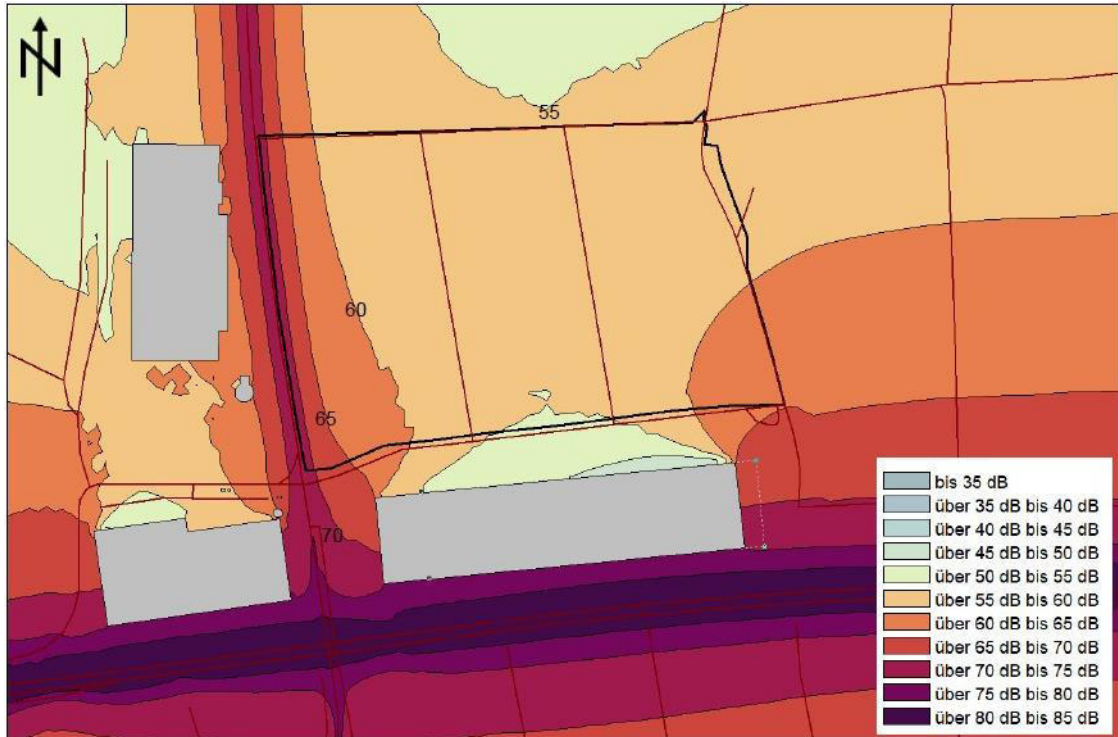 N
55
60
65
70
bis 35 dB
über 35 dB bis 40 dB
über 40 dB bis 45 dB
über 45 dB bis 50 dB
über 50 dB bis 55 dB
über 55 dB bis 60 dB
über 60 dB bis 65 dB
über 65 dB bis 70 dB
über 70 dB bis 75 dB
über 75 dB bis 80 dB
über 80 dB bis 85 dB